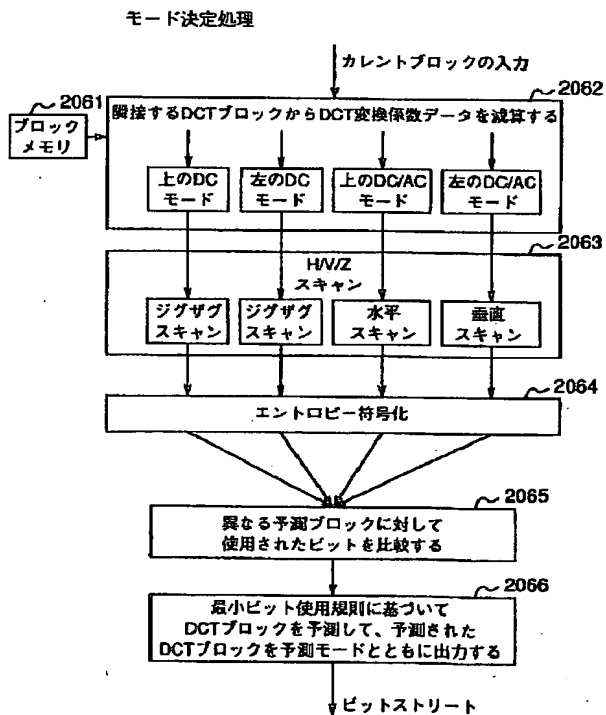 モード決定処理
カレントブロックの入力
2061
2062
ブロック
メモリ
隣接するDCTブロックからDCT変換係数データを減算する
上のDC
モード
左のDC
モード
上のDC/AC
モード
左のDC/AC
モード
2063
H/V/Z
スキャン
ジグザグ
スキャン
ジグザグ
スキャン
水平
スキャン
垂直
スキャン
2064
エントロピー符号化
2065
異なる予測ブロックに対して
使用されたビットを比較する
2066
最小ビット使用規則に基づいて
DCTブロックを予測して、予測された
DCTブロックを予測モードとともに出力する
ビットストリート